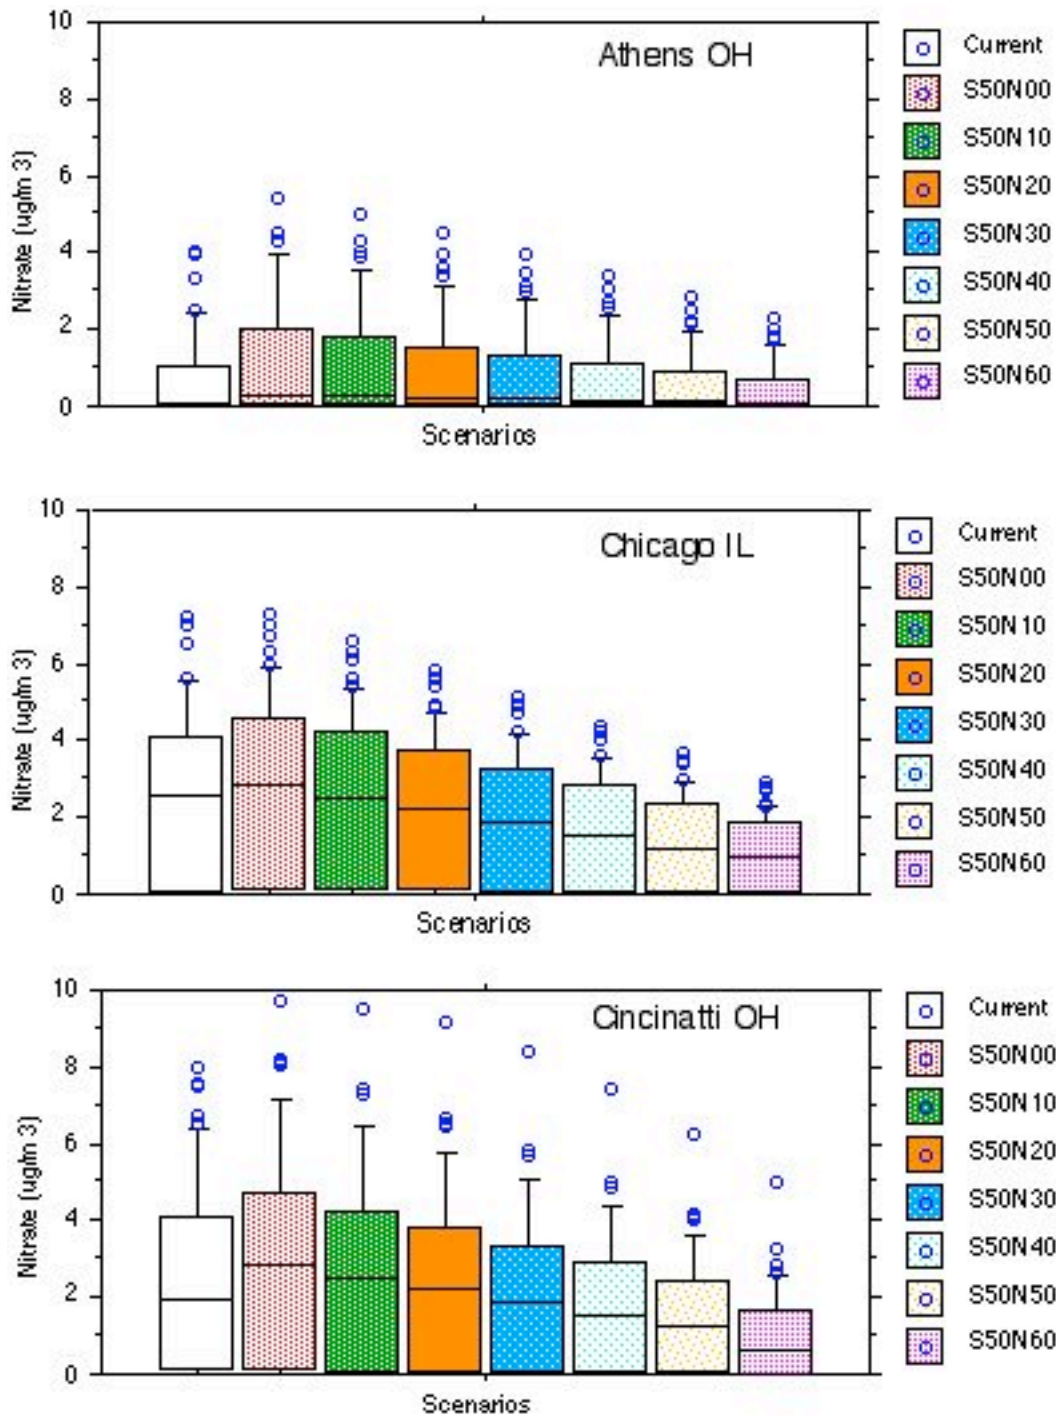 10
8
6
4
2
0
Nitrate (ug/m 3)
Athens OH
Scenarios
Current
S50N00
S50N10
S50N20
S50N30
S50N40
S50N50
S50N60
10
8
6
4
2
0
Nitrate (ug/m 3)
Chicago IL
Scenarios
Current
S50N00
S50N10
S50N20
S50N30
S50N40
S50N50
S50N60
10
8
6
4
2
0
Nitrate (ug/m 3)
Cincinatti OH
Scenarios
Current
S50N00
S50N10
S50N20
S50N30
S50N40
S50N50
S50N60